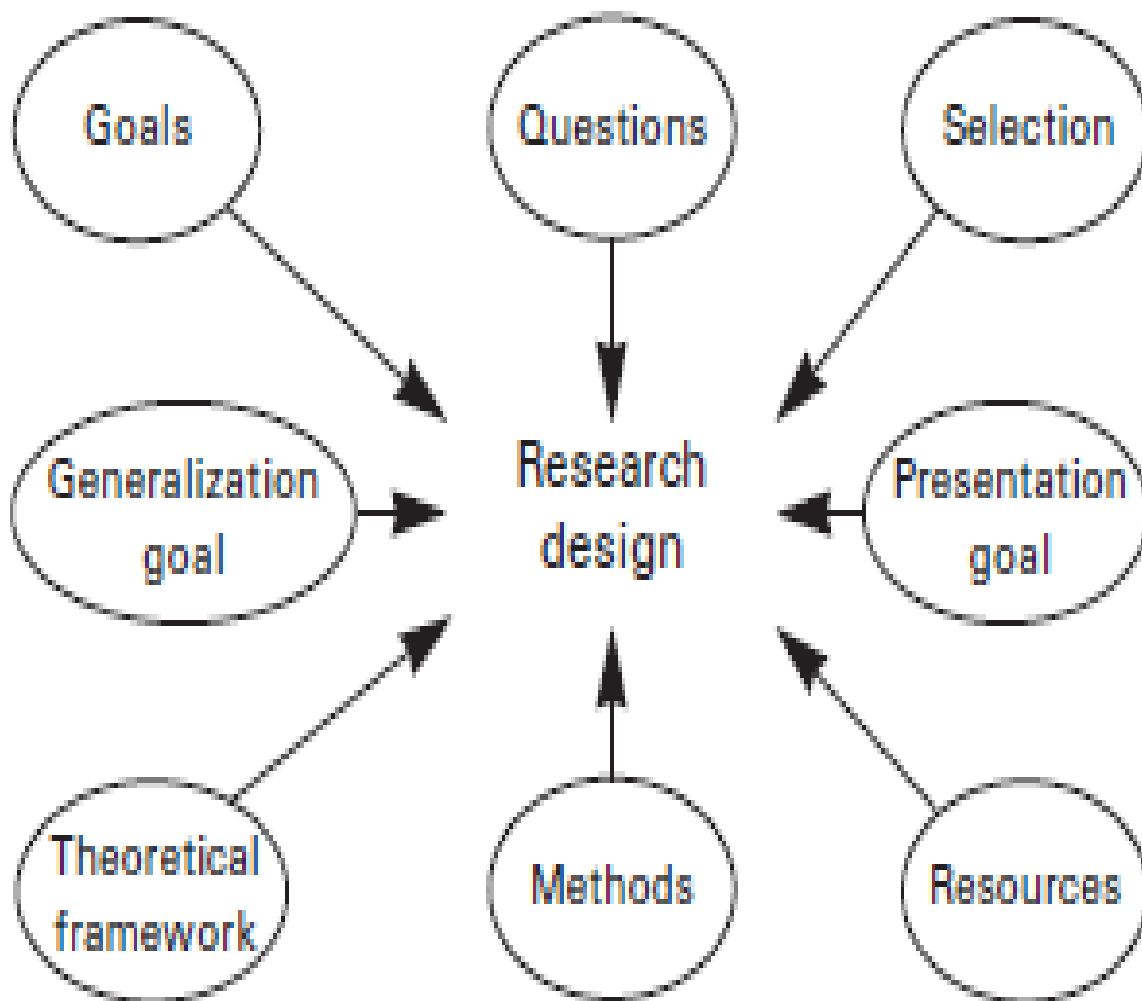 Goals
Questions
Selection
Generalization
goal
Research
design
Presentation
goal
Theoretical
framework
Methods
Resources